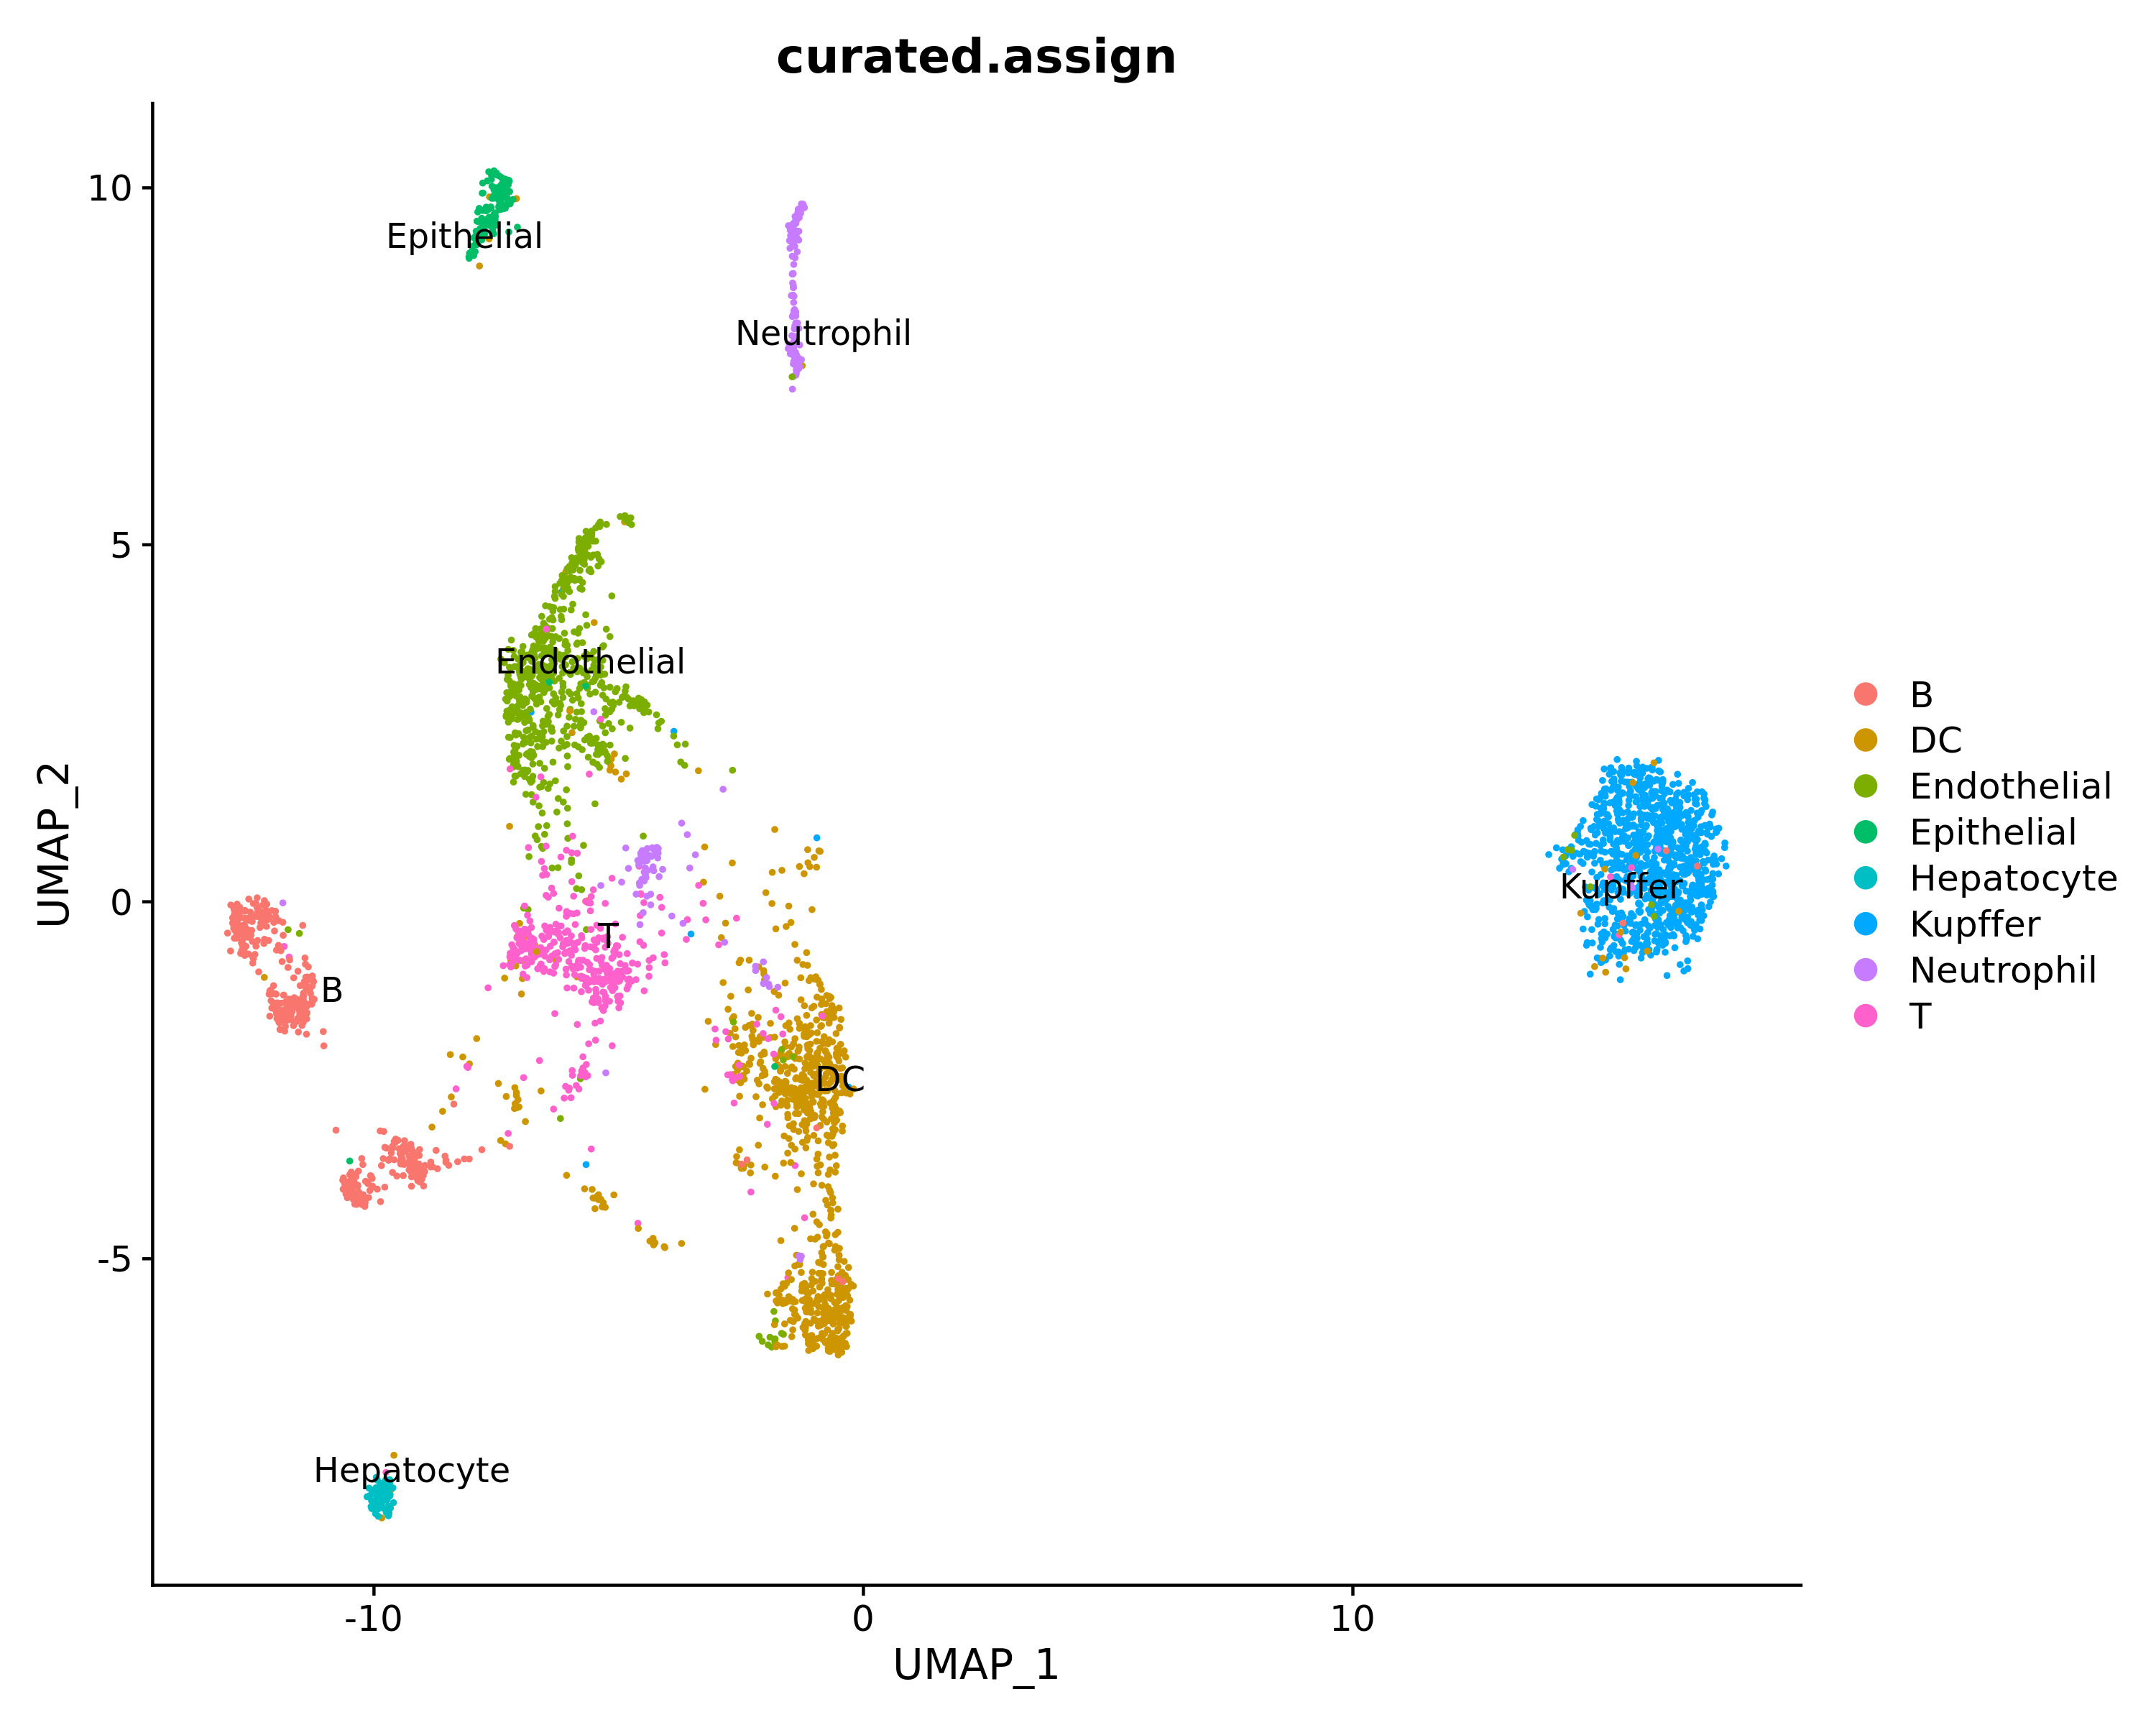 curated.assign
10
5
0
-5
UMAP_2
Epithelial
Neutrophil
Endothelial
Kupffer
T
B
DC
Hepatocyte
-10
0
10
UMAP_1
B
DC
Endothelial
Epithelial
Hepatocyte
Kupffer
Neutrophil
T